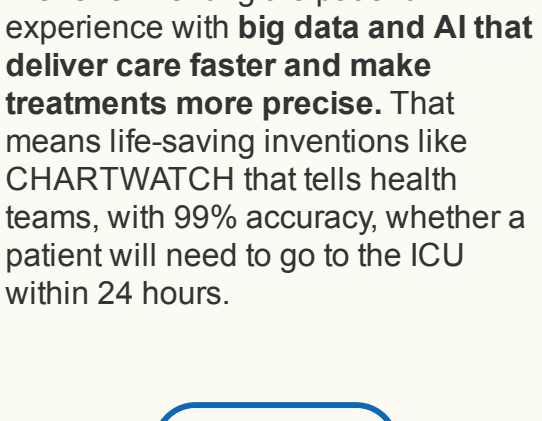 experience with big data and AI that
deliver care faster and make
treatments more precise. That
means life-saving inventions like
CHARTWATCH that tells health
teams, with 99% accuracy, whether a
patient will need to go to the ICU
within 24 hours.